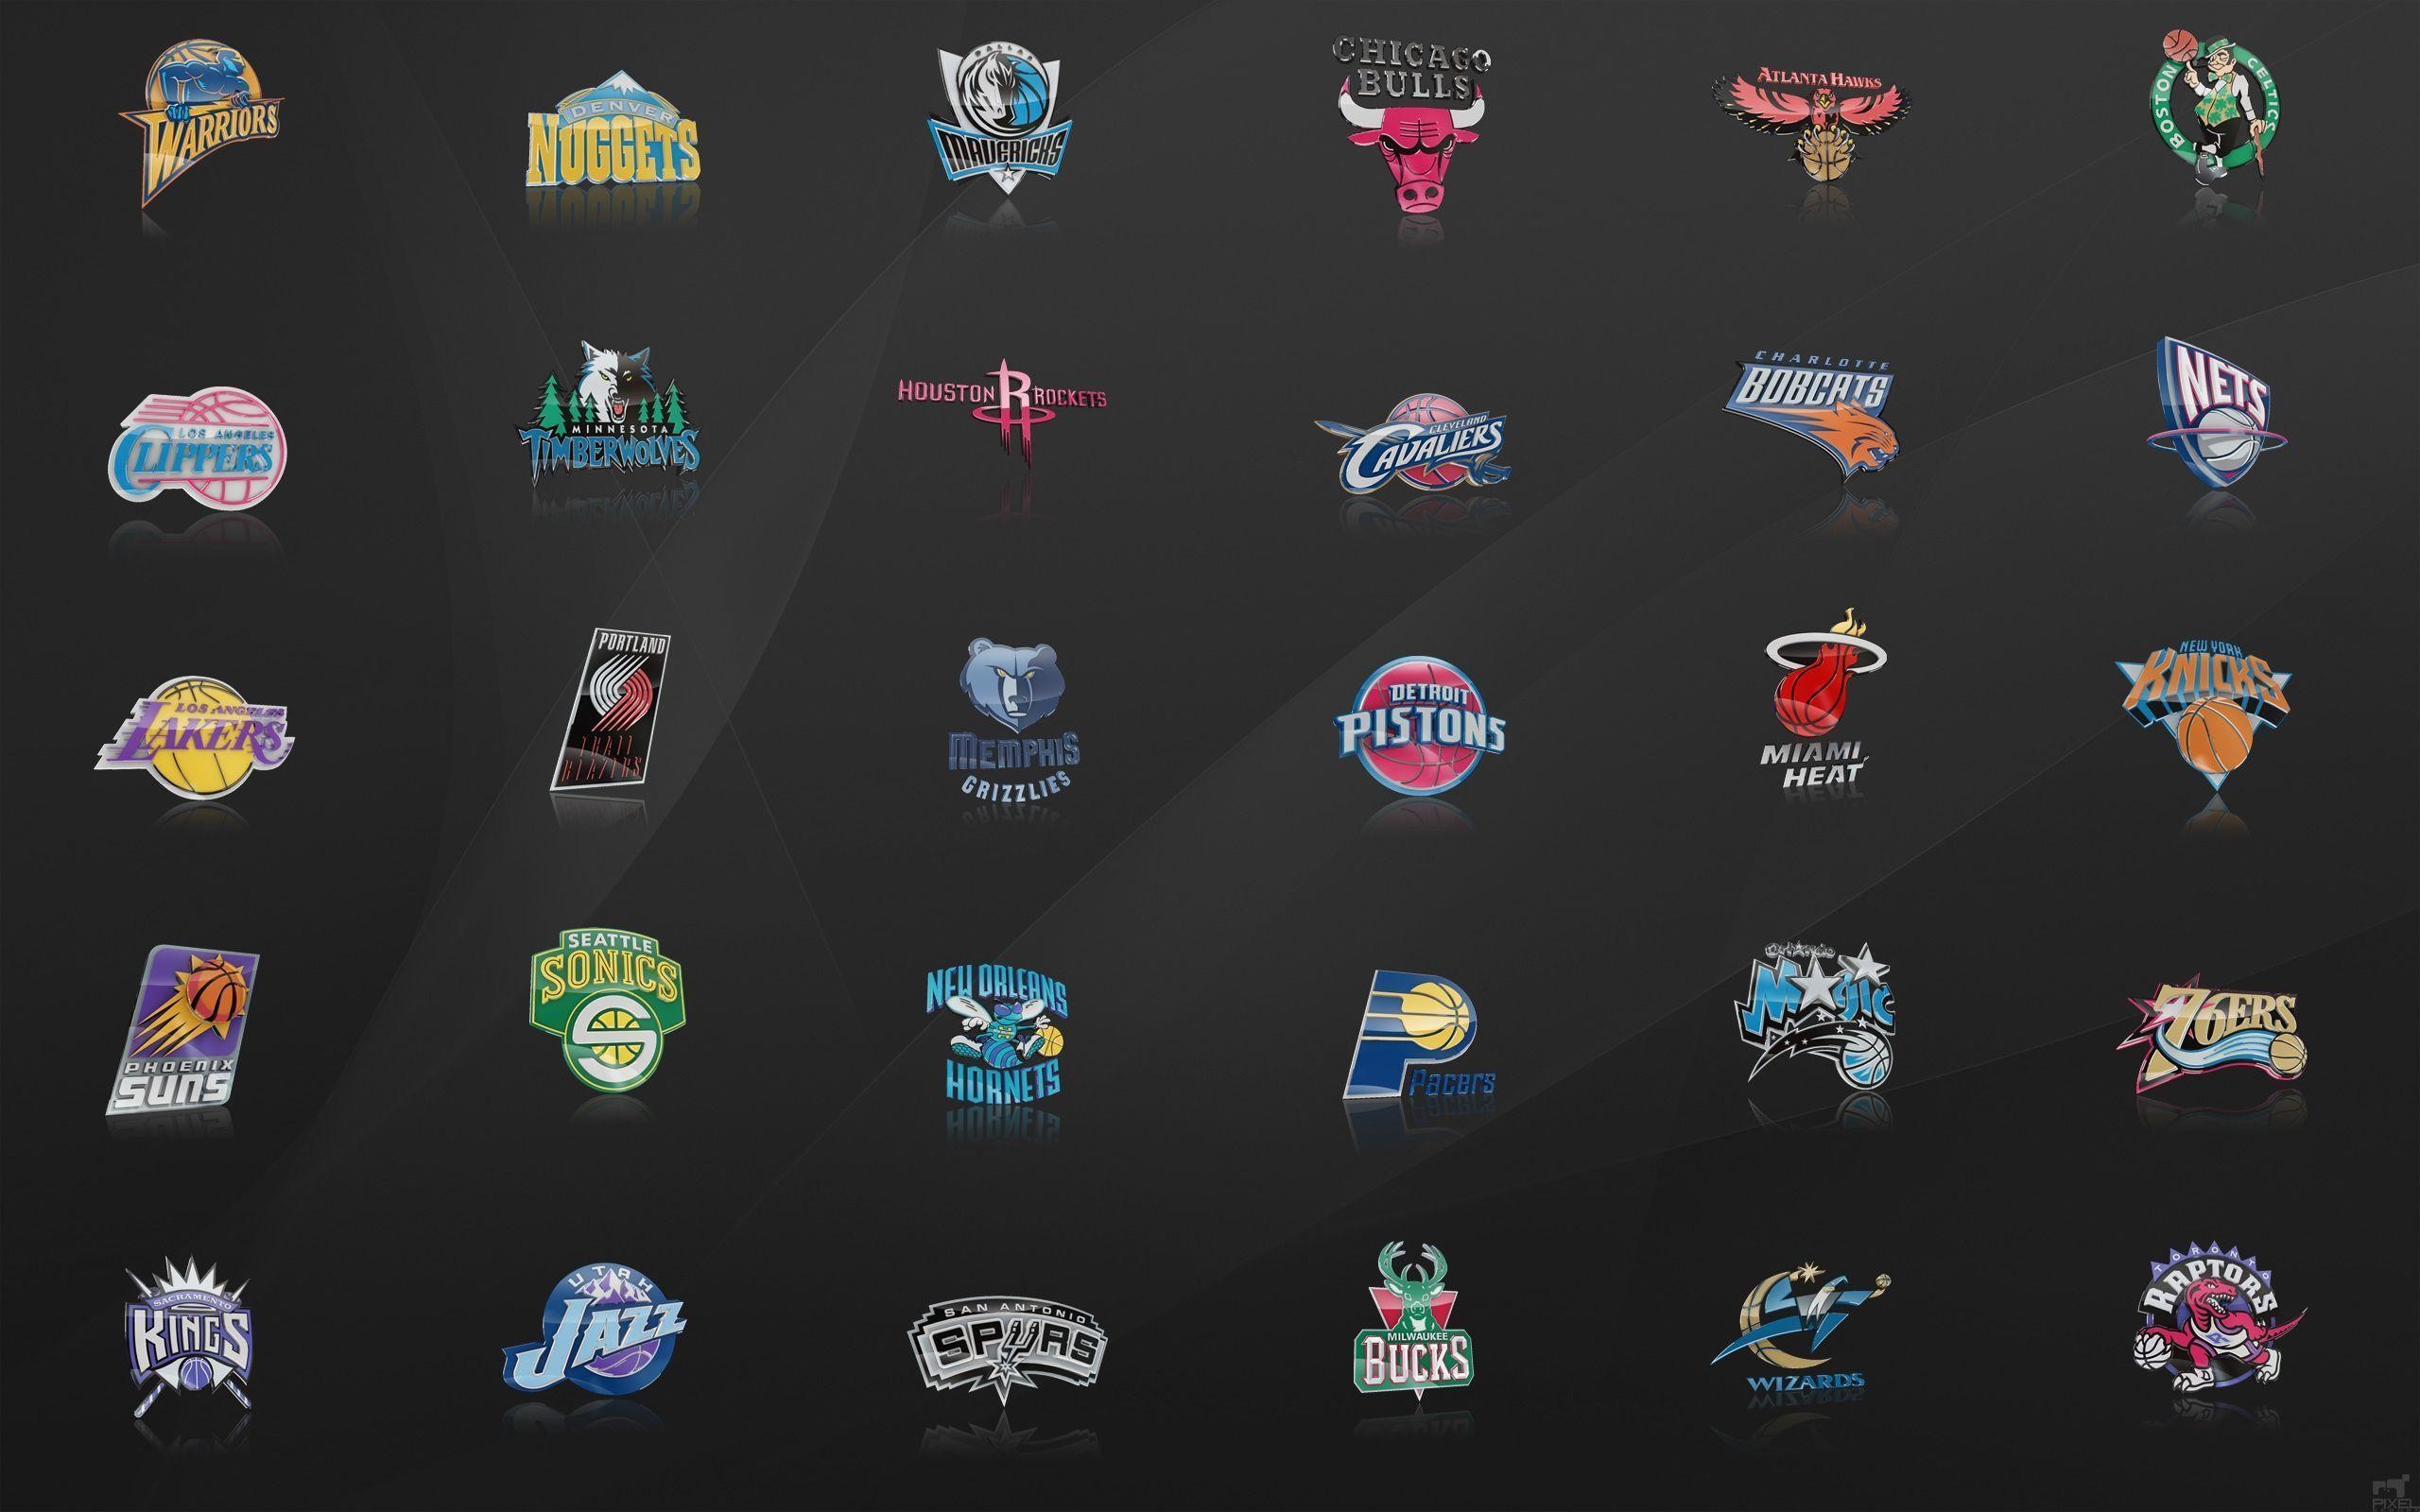 WARRIORS
DENVER
NUGGETS
DALLAS
MAVERICKS
CHICAGO
BULLS
ATLANTA HAWKS
BOSTON
CELTICS
LOS ANGELES
CLIPPERS
MINNESOTA
TIMBERWOLVES
HOUSTON R ROCKETS
CLEVELAND
CAVALIERS
CHARLOTTE
BOBCATS
NETS
LOS ANGELES
LAKERS
PORTLAND
TRAIL
BLAZERS
MEMPHIS
GRIZZLIES
DETROIT
PISTONS
MIAMI
HEAT
NEW YORK
KNICKS
PHOENIX
SUNS
SEATTLE
SONICS
S
NEW ORLEANS
HORNETS
P
Pacers
Orlando
Magic
76ERS
SACRAMENTO
KINGS
UTAH
JAZZ
SAN ANTONIO
SPURS
MILWAUKEE
BUCKS
WIZARDS
TORONTO
RAPTORS
PIXEL